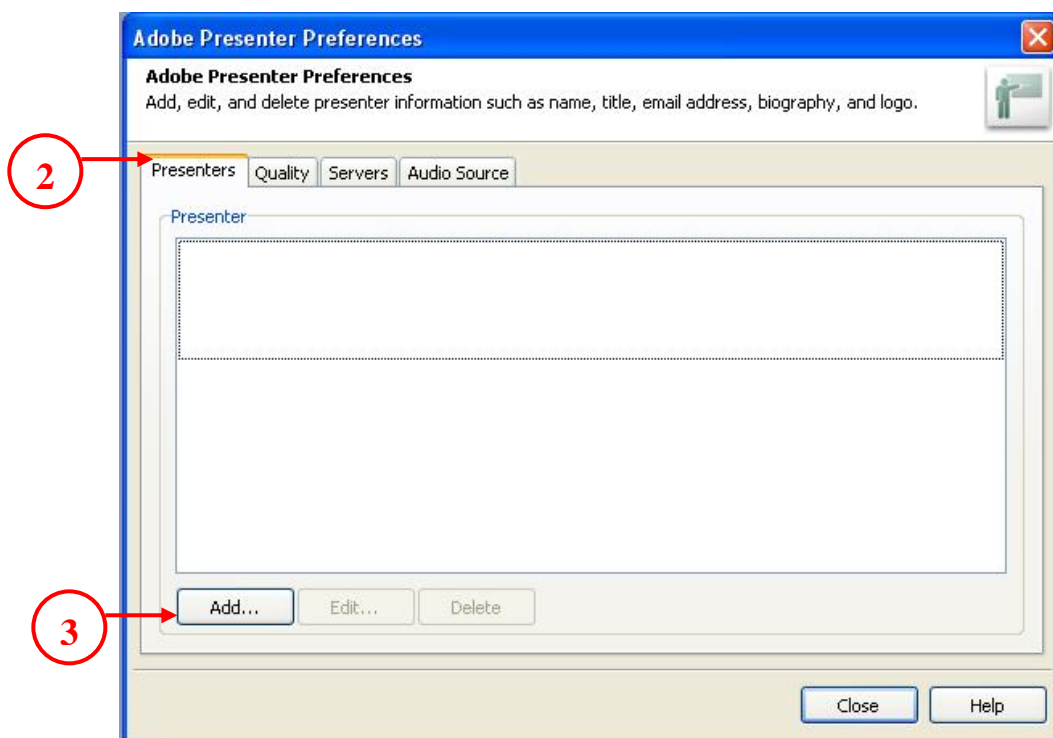 Adobe Presenter Preferences
Adobe Presenter Preferences
Add, edit, and delete presenter information such as name, title, email address, biography, and logo.
2
Presenters Quality Servers Audio Source
Presenter
Add... Edit... Delete
3
Close Help